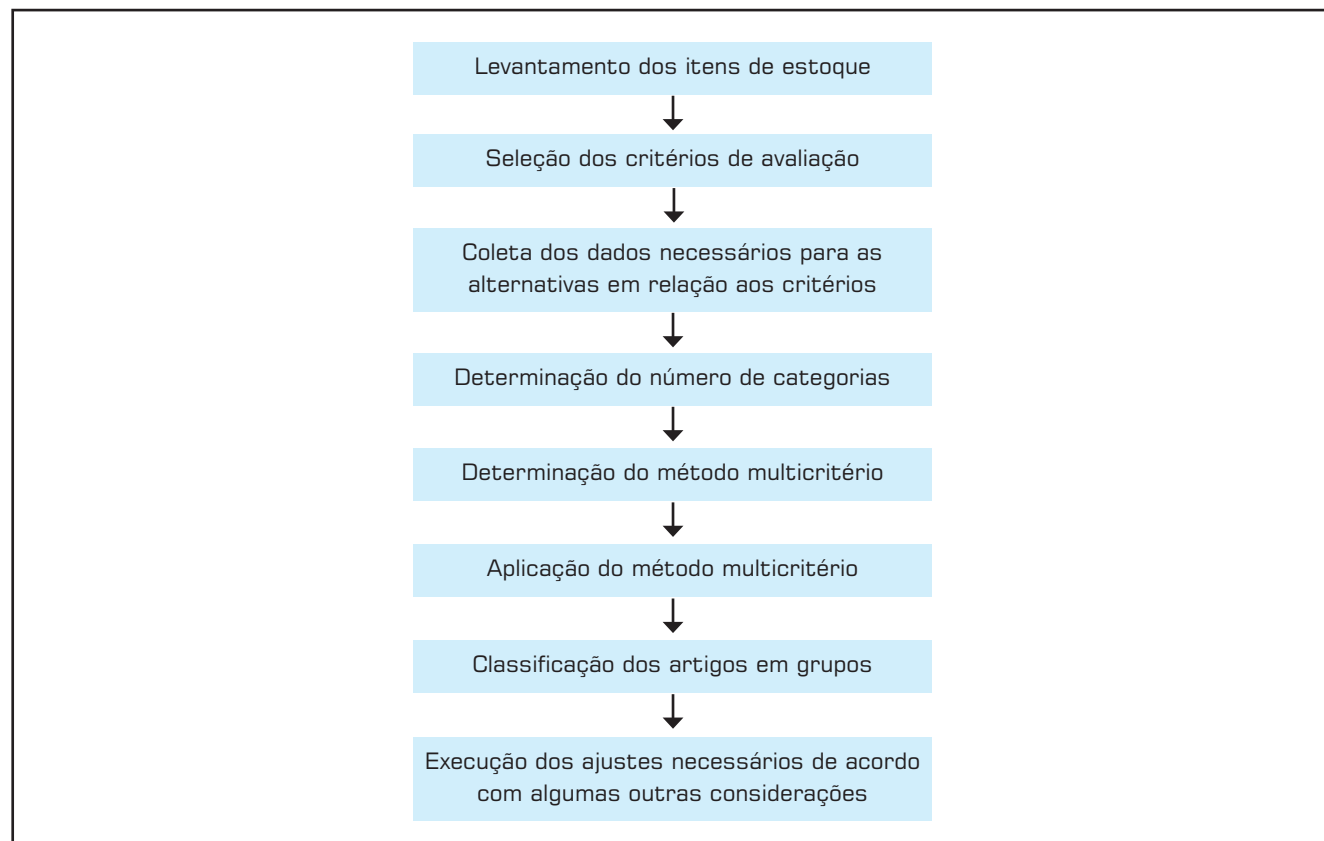 Levantamento dos itens de estoque
Seleção dos critérios de avaliação
Coleta dos dados necessários para as
alternativas em relação aos critérios
Determinação do número de categorias
Determinação do método multicritério
Aplicação do método multicritério
Classificação dos artigos em grupos
Execução dos ajustes necessários de acordo
com algumas outras considerações